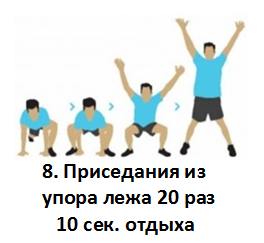 8. Приседания из
упора лежа 20 раз
10 сек. отдыха